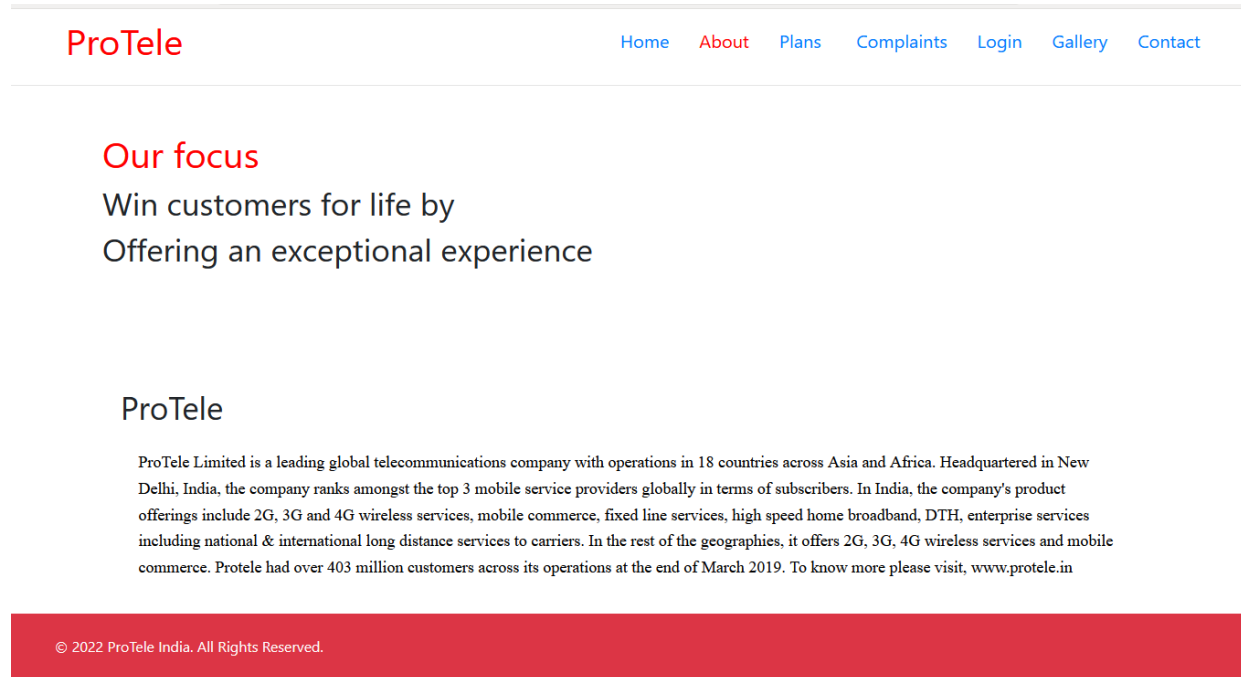 ProTele
Home About Plans Complaints Login Gallery Contact
Our focus
Win customers for life by
Offering an exceptional experience
ProTele
ProTele Limited is a leading global telecommunications company with operations in 18 countries across Asia and Africa. Headquartered in New
Delhi, India, the company ranks amongst the top 3 mobile service providers globally in terms of subscribers. In India, the company's product
offerings include 2G, 3G and 4G wireless services, mobile commerce, fixed line services, high speed home broadband, DTH, enterprise services
including national & international long distance services to carriers. In the rest of the geographies, it offers 2G, 3G, 4G wireless services and mobile
commerce. Protele had over 403 million customers across its operations at the end of March 2019. To know more please visit, www.protele.in
© 2022 ProTele India. All Rights Reserved.